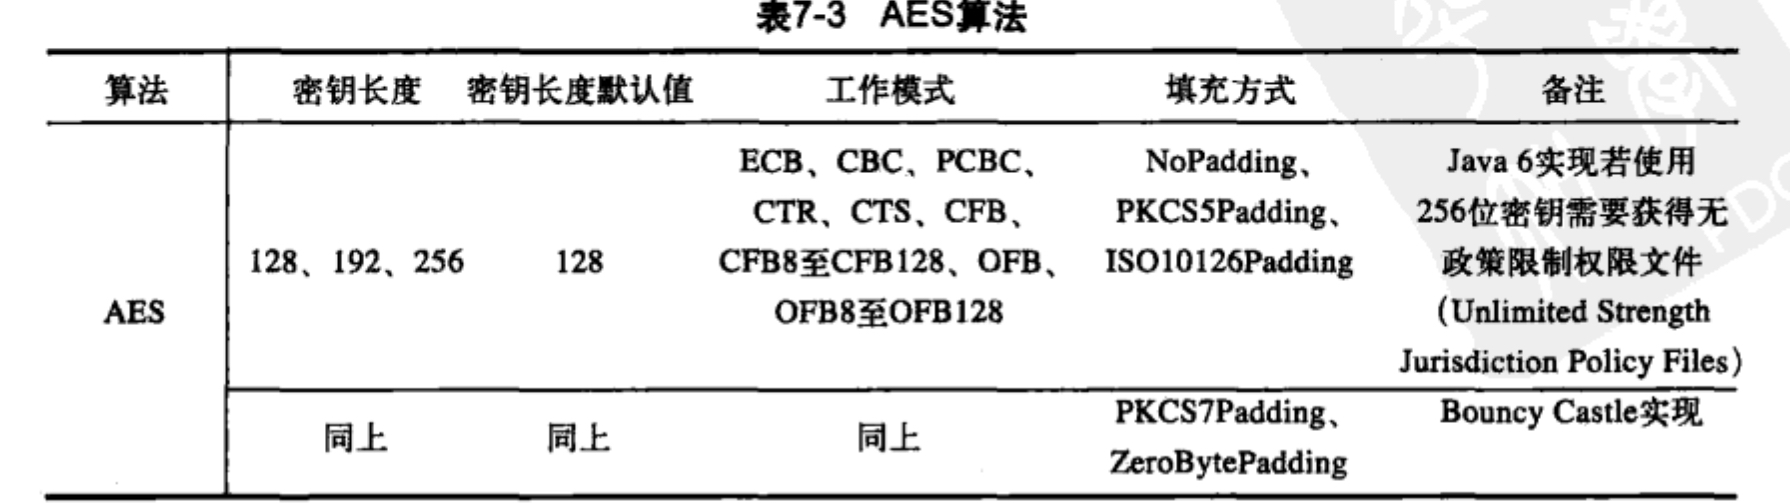 表7-3 AES算法
算法 密钥长度 密钥长度默认值 工作模式 填充方式 备注
AES
128、192、256
128
ECB、CBC、PCBC、
CTR、CTS、CFB、
CFB8至CFB128、OFB、
OFB8至OFB128
NoPadding、
PKCS5Padding、
ISO10126Padding
Java 6实现若使用
256位密钥需要获得无
政策限制权限文件
(Unlimited Strength
Jurisdiction Policy Files)
同上
同上
同上
PKCS7Padding、
ZeroBytePadding
Bouncy Castle实现